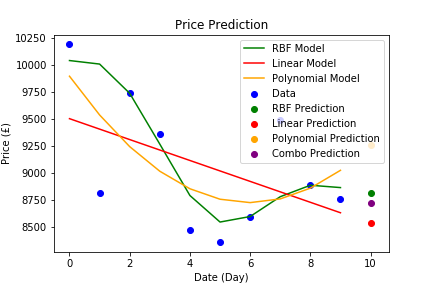 Price Prediction
10250
10000
9750
9500
9250
9000
8750
8500
Price (£)
RBF Model
Linear Model
Polynomial Model
Data
RBF Prediction
Linear Prediction
Polynomial Prediction
Combo Prediction
0
2
4
6
8
10
Date (Day)